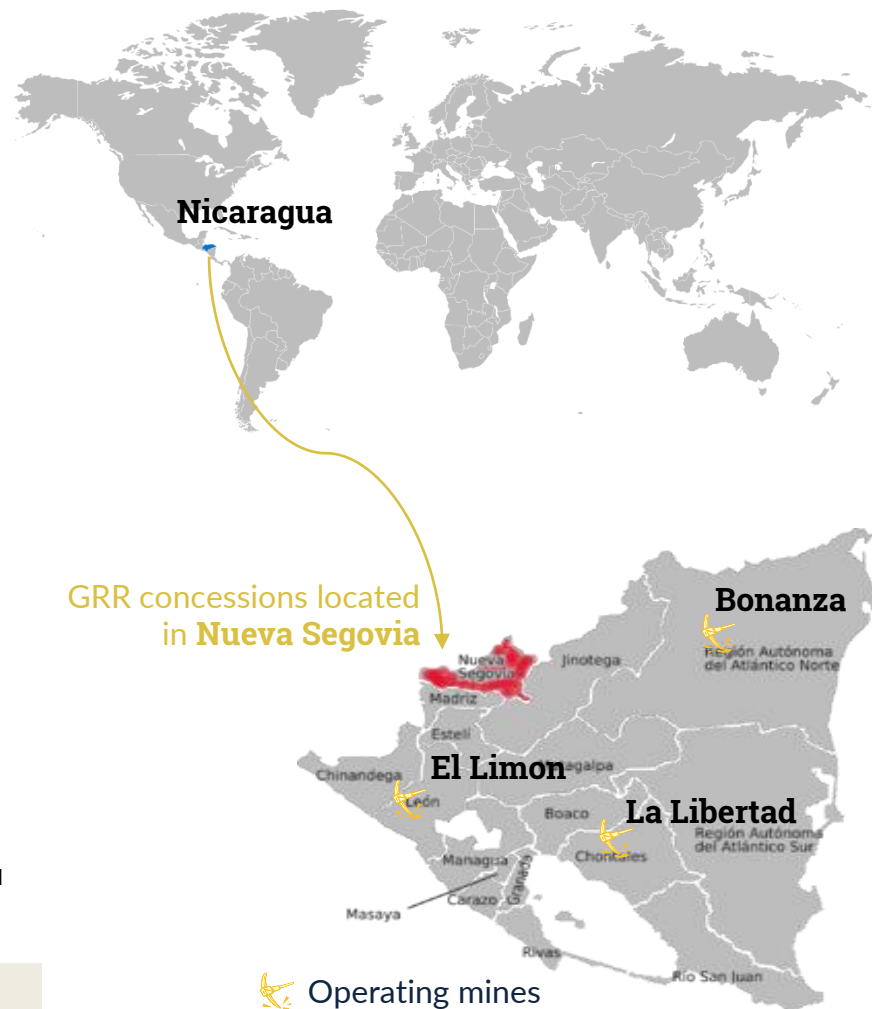 Nicaragua
GRR concessions located
in Nueva Segovia
Bonanza
Región Autónoma
del Atlántico Norte
Nueva
Segovia
Jinotega
Madriz
Estelí
El Limon
Matagalpa
Chinandega
León
La Libertad
Boaco
Región Autónoma
del Atlántico Sur
Chontales
Managua
Granada
Carazo
Masaya
Rivas
Río San Juan
Operating mines